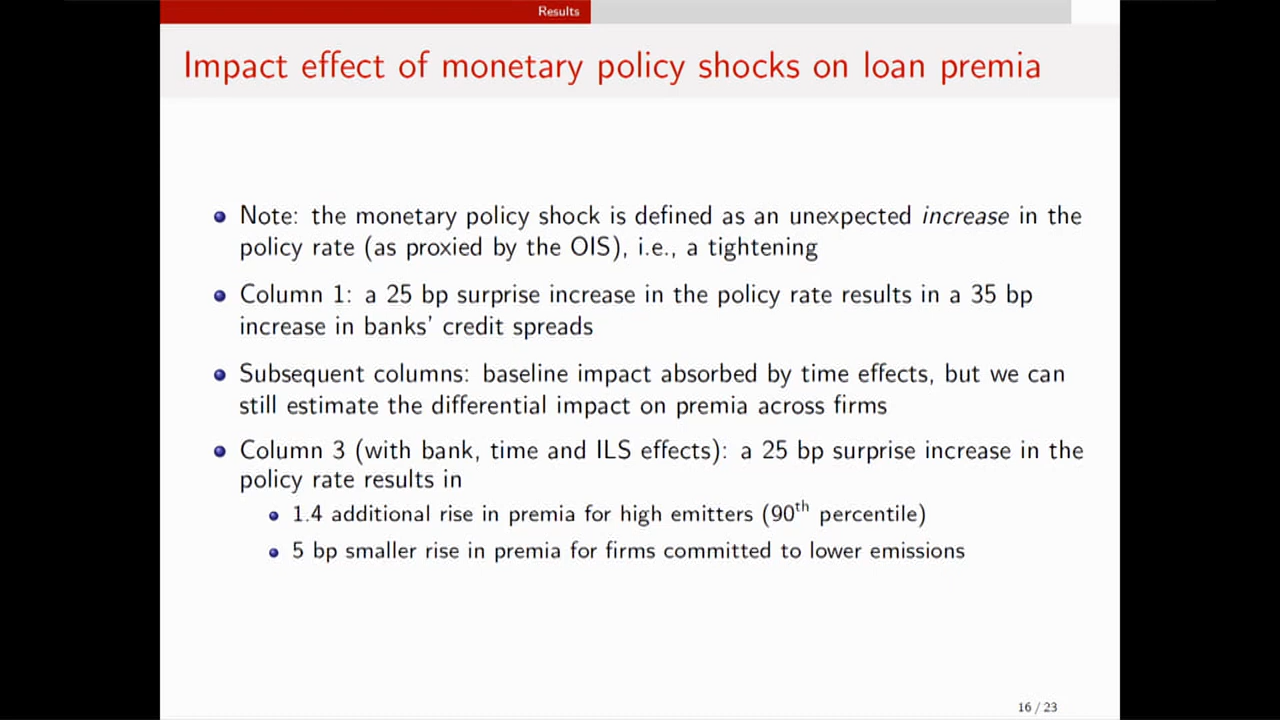 Results
Impact effect of monetary policy shocks on loan premia
Note: the monetary policy shock is defined as an unexpected increase in the
policy rate (as proxied by the OIS), i.e., a tightening
Column 1: a 25 bp surprise increase in the policy rate results in a 35 bp
increase in banks' credit spreads
Subsequent columns: baseline impact absorbed by time effects, but we can
still estimate the differential impact on premia across firms
Column 3 (with bank, time and ILS effects): a 25 bp surprise increase in the
policy rate results in
1.4 additional rise in premia for high emitters (90th percentile)
5 bp smaller rise in premia for firms committed to lower emissions
16 / 23